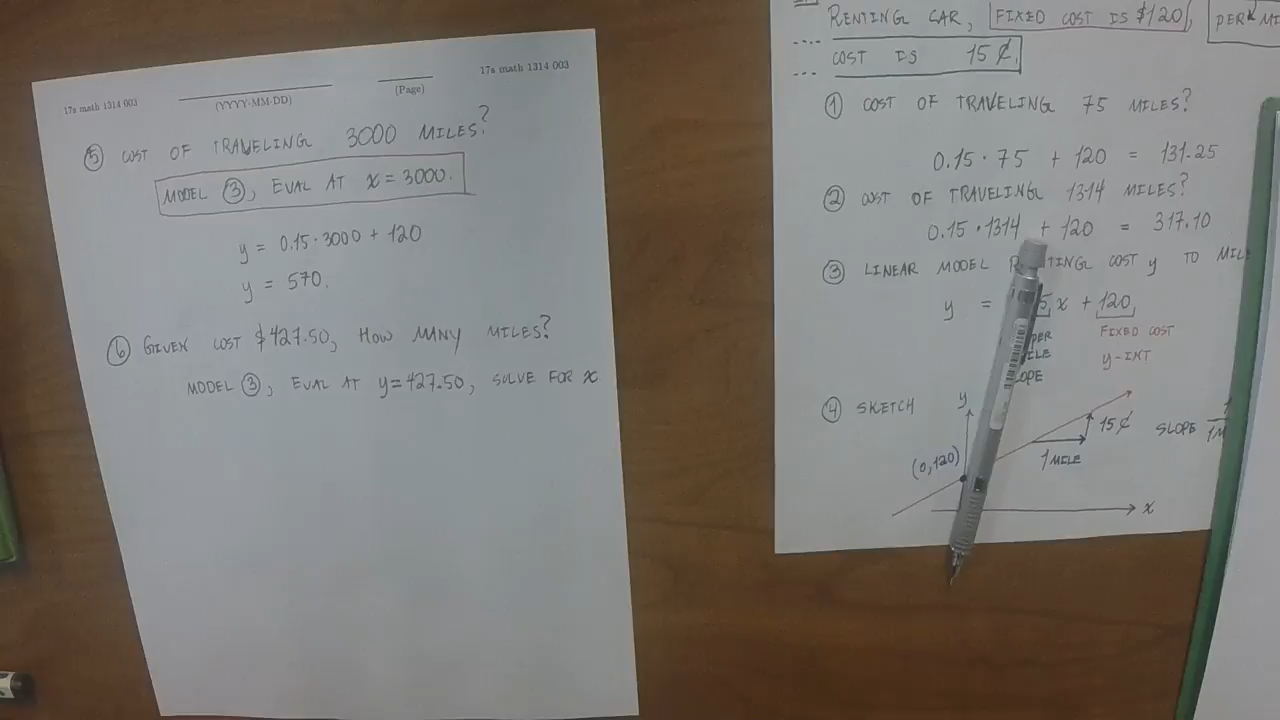 17s math 1314 003
(YYYY-MM-DD)
(Page)
17s math 1314 003
⑤ COST OF TRAVELING 3000 MILES?
MODEL ③, EVAL AT x = 3000.
y = 0.15·3000 + 120
y = 570.
⑥ GIVEN COST $427.50, HOW MANY MILES?
MODEL ③, EVAL AT y=427.50, SOLVE FOR x
RENTING CAR, FIXED COST IS $120, PER
COST IS 15¢.
① COST OF TRAVELING 75 MILES?
0.15·75 + 120 = 131.25
② COST OF TRAVELING 1314 MILES?
0.15·1314 + 120 = 317.10
③ LINEAR MODEL COST y TO
y = x + 120
FIXED COST
y-INT
④ SKETCH
y
(0,120)
15¢
1 MILE
SLOPE
x